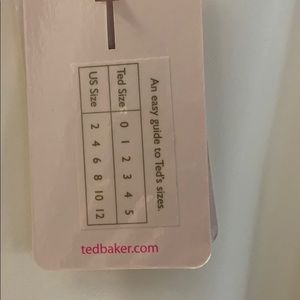 An easy guide to Ted's sizes.
Ted Size 0 1 2 3 4 5
US Size 2 4 6 8 10 12
tedbaker.com